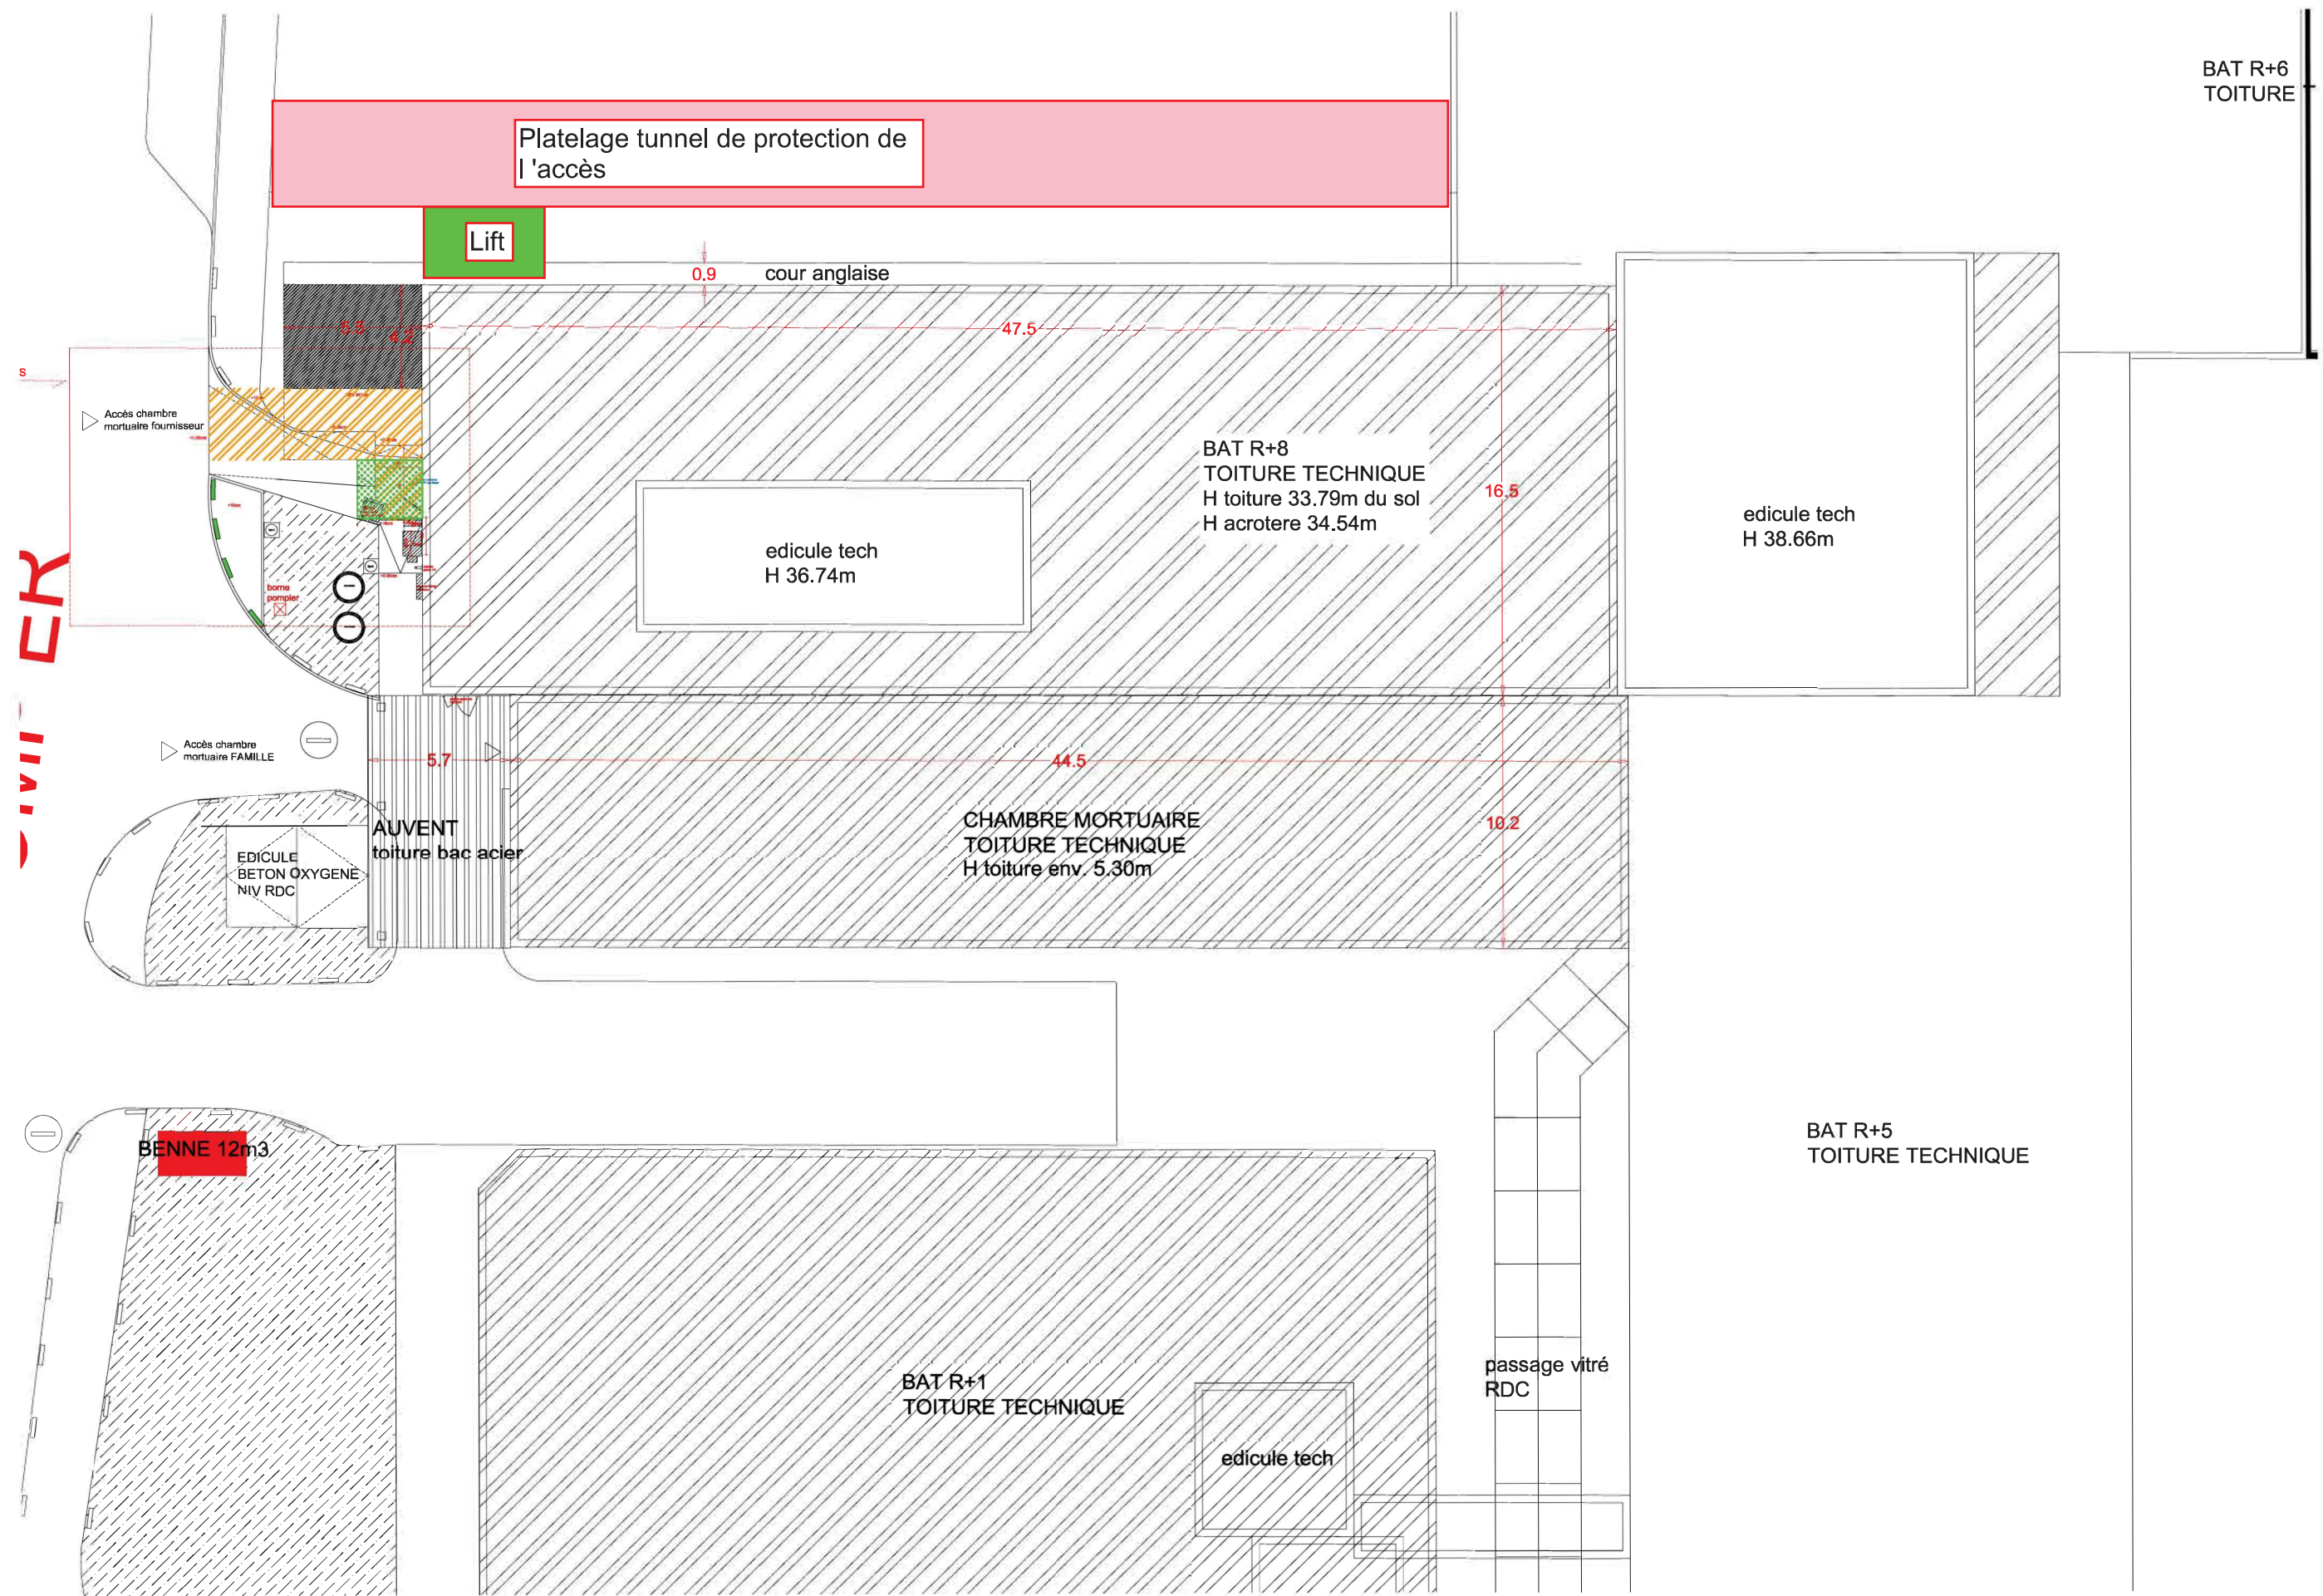 BAT R+6
TOITURE
Platelage tunnel de protection de
l 'accès
Lift
0.9
cour anglaise
5.5
4.2
47.5
s
Accès chambre
mortuaire fournisseur
BAT R+8
TOITURE TECHNIQUE
H toiture 33.79m du sol
H acrotere 34.54m
16.5
edicule tech
H 38.66m
edicule tech
H 36.74m
borne
pompier
Accès chambre
mortuaire FAMILLE
5.7
44.5
10.2
AUVENT
toiture bac acier
CHAMBRE MORTUAIRE
TOITURE TECHNIQUE
H toiture env. 5.30m
EDICULE
BETON OXYGENE
NIV RDC
BENNE 12m3
BAT R+5
TOITURE TECHNIQUE
passage vitré
RDC
BAT R+1
TOITURE TECHNIQUE
edicule tech